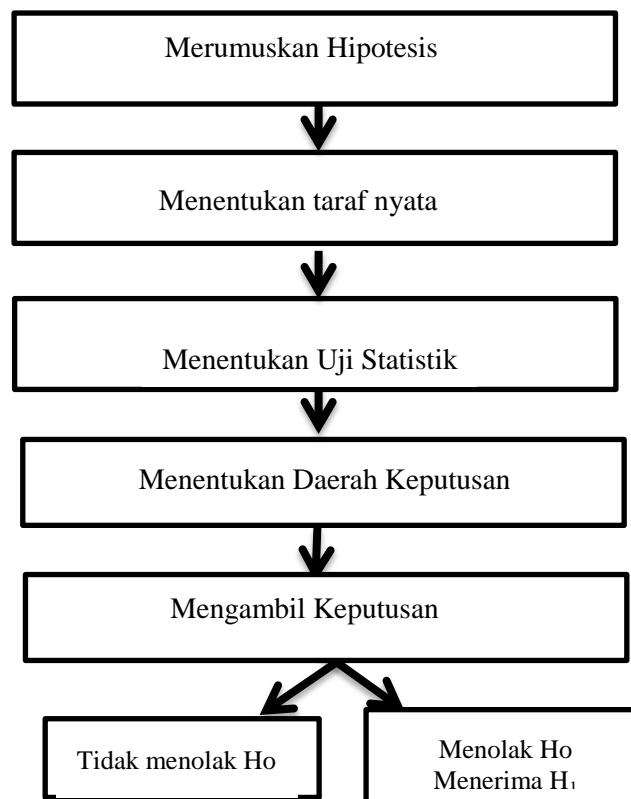 Merumuskan Hipotesis
Menentukan taraf nyata
Menentukan Uji Statistik
Menentukan Daerah Keputusan
Mengambil Keputusan
Tidak menolak Ho
Menolak Ho
Menerima H₁